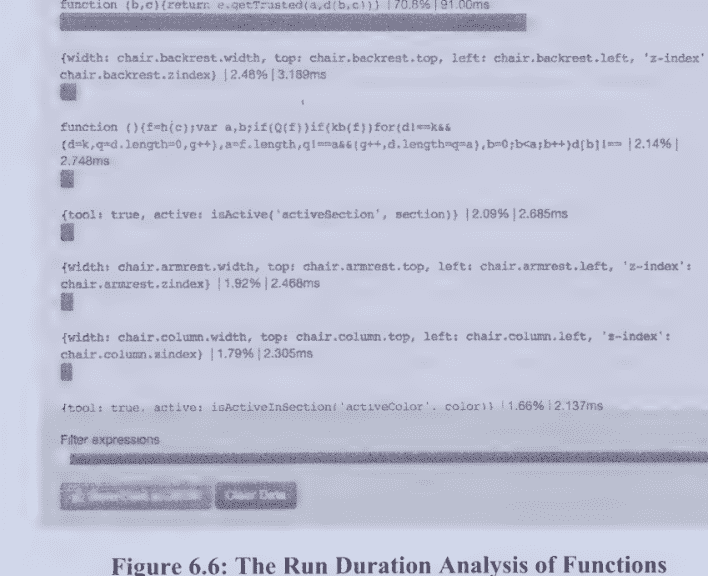 function (b,c){return e.getTrusted(a,d(b,c))} | 70.8% | 91.00ms
{width: chair.backrest.width, top: chair.backrest.top, left: chair.backrest.left, 'z-index'
chair.backrest.zindex} | 2.48% | 3.189ms
function (){f=h(c);var a,b;if(Q(f))if(kb(f))for(d!==k&&
(d=k,q=d.length=0,g++),a=f.length,q!==a&&(g++,d.length=q=a),b=0;b<a;b++)d[b]!== | 2.14% |
2.748ms
{tool: true, active: isActive('activeSection', section)} | 2.09% | 2.685ms
{width: chair.armrest.width, top: chair.armrest.top, left: chair.armrest.left, 'z-index':
chair.armrest.zindex} | 1.92% | 2.468ms
{width: chair.column.width, top: chair.column.top, left: chair.column.left, 'z-index':
chair.column.zindex} | 1.79% | 2.305ms
{tool: true, active: isActiveInSection('activeColor', color)} | 1.66% | 2.137ms
Filter expressions
Clear Data
Figure 6.6: The Run Duration Analysis of Functions